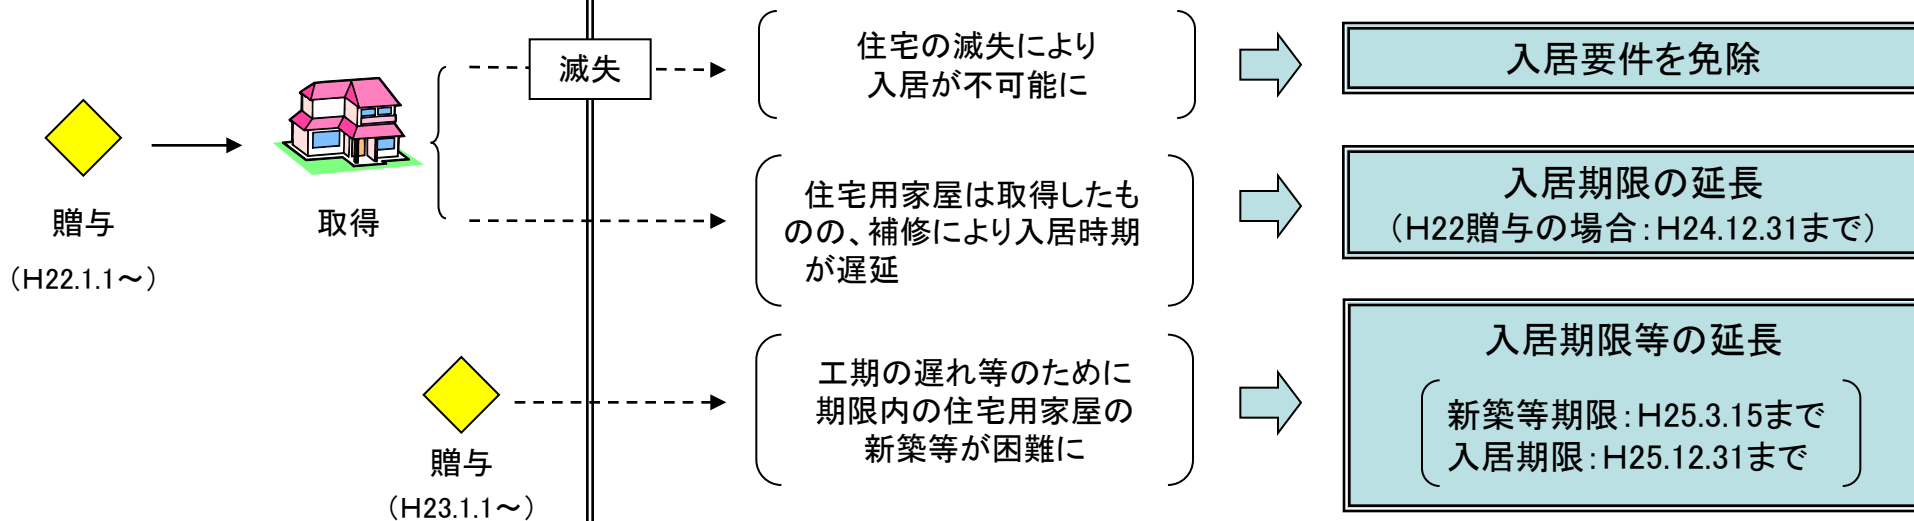 贈与
(H22.1.1～)
取得
滅失
住宅の滅失により
入居が不可能に
入居要件を免除
住宅用家屋は取得したも
のの、補修により入居時期
が遅延
入居期限の延長
(H22贈与の場合:H24.12.31まで)
贈与
(H23.1.1～)
工期の遅れ等のために
期限内の住宅用家屋の
新築等が困難に
入居期限等の延長
新築等期限:H25.3.15まで
入居期限:H25.12.31まで